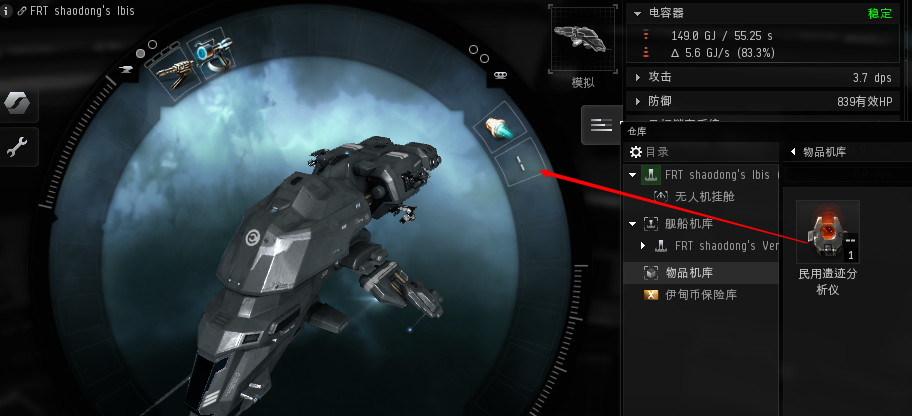 FRT shaodong's Ibis
模拟
电容器
稳定
149.0 GJ / 55.25 s
Δ 5.6 GJ/s (83.3%)
攻击
3.7 dps
防御
839有效HP
仓库
目录
物品机库
FRT shaodong's Ibis
无人机挂舱
舰船机库
FRT shaodong's Ver
物品机库
伊甸币保险库
1
民用遗迹分
析仪